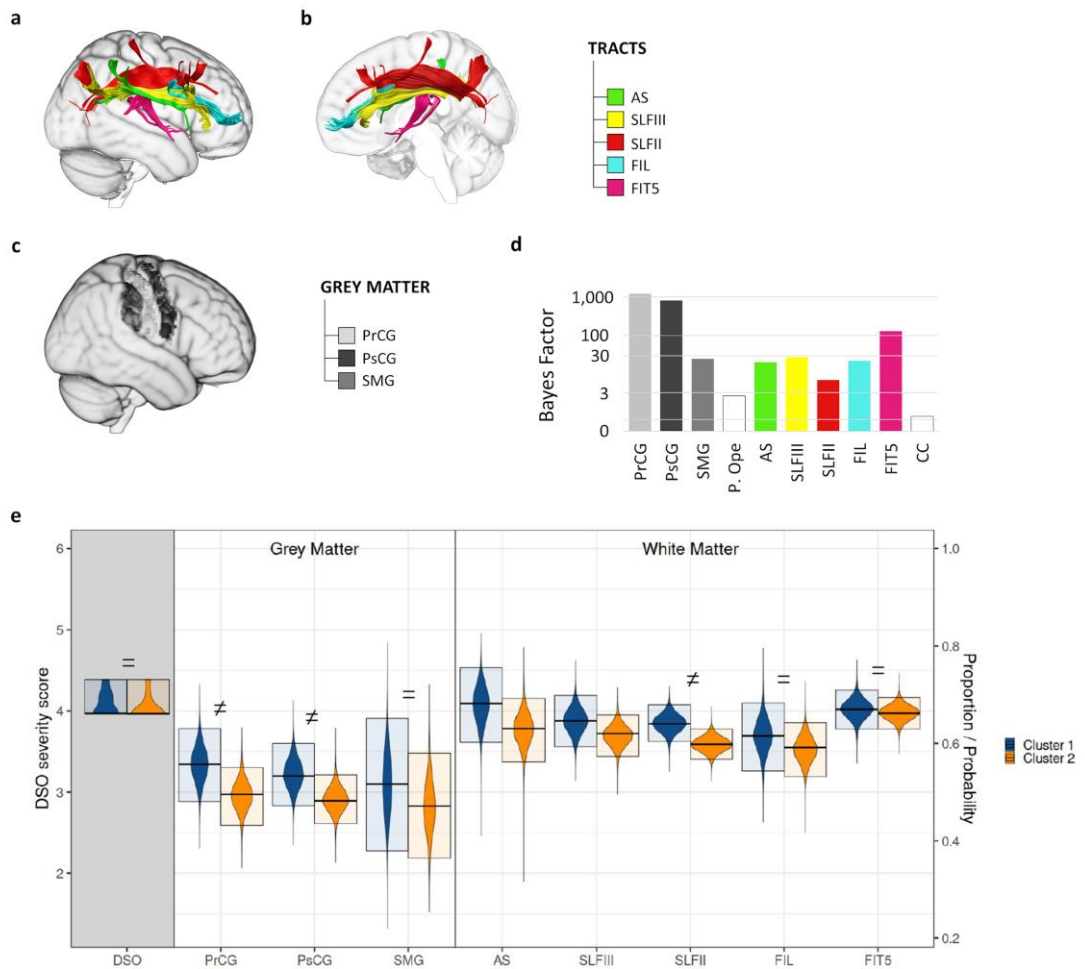 a
b
TRACTS
AS
SLFIII
SLFII
FIL
FIT5
c
GREY MATTER
PrCG
PsCG
SMG
d
Bayes Factor
1,000
100
30
3
0
PrCG
PsCG
SMG
P. Ope
AS
SLFIII
SLFII
FIL
FIT5
CC
e
Grey Matter
White Matter
DSO severity score
6
5
4
3
2
=
≠
≠
=
≠
=
=
1.0
0.8
0.6
0.4
0.2
Proportion / Probability
Cluster 1
Cluster 2
DSO
PrCG
PsCG
SMG
AS
SLFIII
SLFII
FIL
FIT5